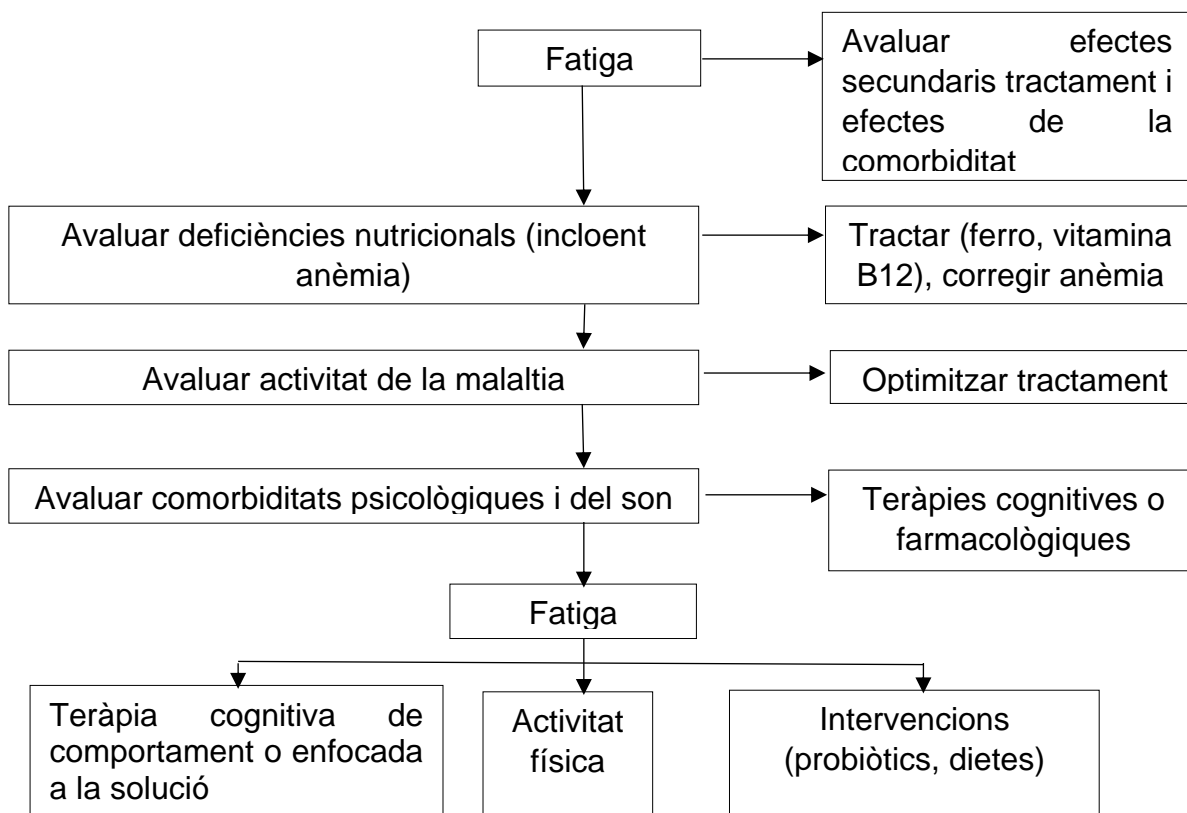 Fatiga
Avaluar efectes
secundaris tractament i
efectes de la
comorbiditat
Avaluar deficiències nutricionals (incloent
anèmia)
Tractar (ferro, vitamina
B12), corregir anèmia
Avaluar activitat de la malaltia
Optimitzar tractament
Avaluar comorbiditats psicològiques i del son
Teràpies cognitives o
farmacològiques
Fatiga
Teràpia cognitiva de
comportament o enfocada
a la solució
Activitat
física
Intervencions
(probiòtics, dietes)